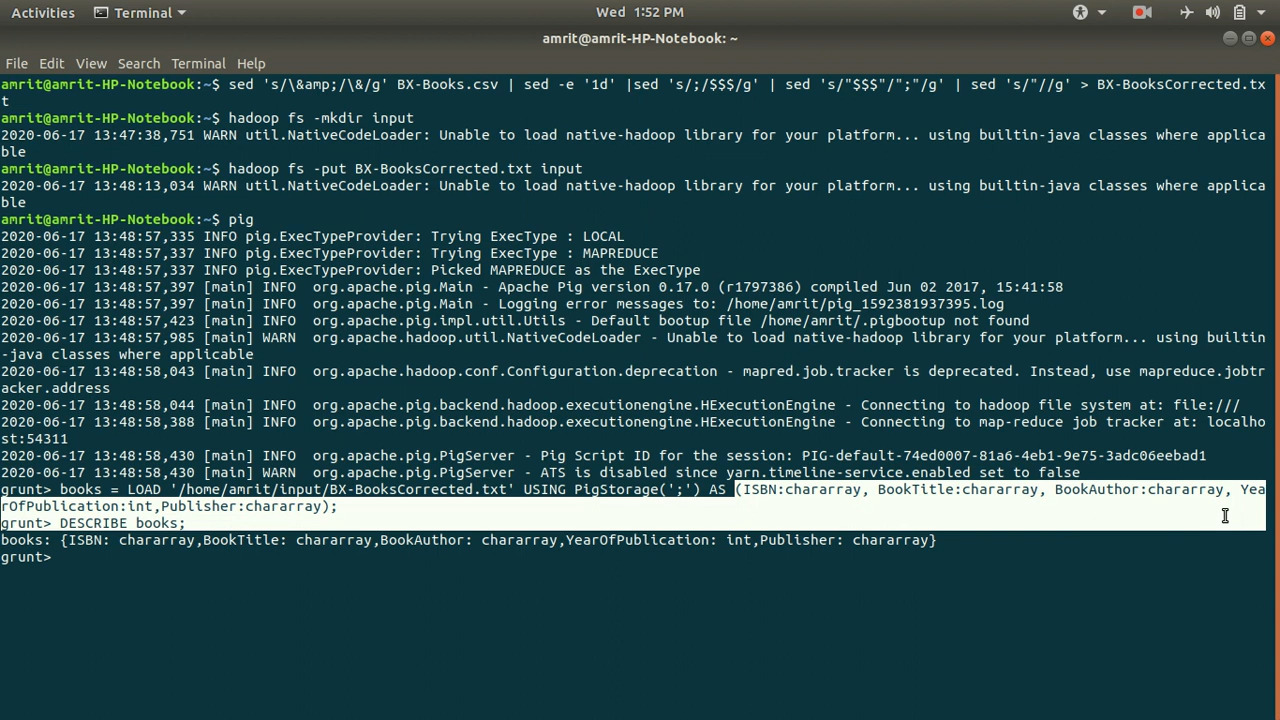 Activities Terminal Wed 1:52 PM
amrit@amrit-HP-Notebook: ~
File Edit View Search Terminal Help
amrit@amrit-HP-Notebook:~$ sed 's/\&amp;/\&/g' BX-Books.csv | sed -e '1d' |sed 's/;/$$$/g' | sed 's/"$$$"/";"/g' | sed 's/"//g' > BX-BooksCorrected.tx
t
amrit@amrit-HP-Notebook:~$ hadoop fs -mkdir input
2020-06-17 13:47:38,751 WARN util.NativeCodeLoader: Unable to load native-hadoop library for your platform... using builtin-java classes where applica
ble
amrit@amrit-HP-Notebook:~$ hadoop fs -put BX-BooksCorrected.txt input
2020-06-17 13:48:13,034 WARN util.NativeCodeLoader: Unable to load native-hadoop library for your platform... using builtin-java classes where applica
ble
amrit@amrit-HP-Notebook:~$ pig
2020-06-17 13:48:57,335 INFO pig.ExecTypeProvider: Trying ExecType : LOCAL
2020-06-17 13:48:57,337 INFO pig.ExecTypeProvider: Trying ExecType : MAPREDUCE
2020-06-17 13:48:57,337 INFO pig.ExecTypeProvider: Picked MAPREDUCE as the ExecType
2020-06-17 13:48:57,397 [main] INFO  org.apache.pig.Main - Apache Pig version 0.17.0 (r1797386) compiled Jun 02 2017, 15:41:58
2020-06-17 13:48:57,397 [main] INFO  org.apache.pig.Main - Logging error messages to: /home/amrit/pig_1592381937395.log
2020-06-17 13:48:57,423 [main] INFO  org.apache.pig.impl.util.Utils - Default bootup file /home/amrit/.pigbootup not found
2020-06-17 13:48:57,985 [main] WARN  org.apache.hadoop.util.NativeCodeLoader - Unable to load native-hadoop library for your platform... using builtin
-java classes where applicable
2020-06-17 13:48:58,043 [main] INFO  org.apache.hadoop.conf.Configuration.deprecation - mapred.job.tracker is deprecated. Instead, use mapreduce.jobtr
acker.address
2020-06-17 13:48:58,044 [main] INFO  org.apache.pig.backend.hadoop.executionengine.HExecutionEngine - Connecting to hadoop file system at: file:///
2020-06-17 13:48:58,388 [main] INFO  org.apache.pig.backend.hadoop.executionengine.HExecutionEngine - Connecting to map-reduce job tracker at: localho
st:54311
2020-06-17 13:48:58,430 [main] INFO  org.apache.pig.PigServer - Pig Script ID for the session: PIG-default-74ed0007-81a6-4eb1-9e75-3adc06eebad1
2020-06-17 13:48:58,430 [main] WARN  org.apache.pig.PigServer - ATS is disabled since yarn.timeline-service.enabled set to false
grunt> books = LOAD '/home/amrit/input/BX-BooksCorrected.txt' USING PigStorage(';') AS (ISBN:chararray, BookTitle:chararray, BookAuthor:chararray, Yea
rOfPublication:int,Publisher:chararray);
grunt> DESCRIBE books;
books: {ISBN: chararray,BookTitle: chararray,BookAuthor: chararray,YearOfPublication: int,Publisher: chararray}
grunt>